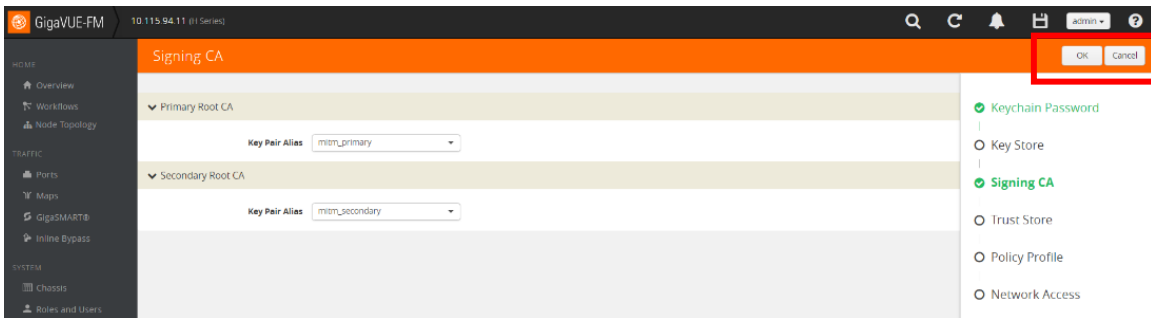 GigaVUE-FM 10.115.94.11 (H Series) admin
Signing CA OK Cancel
HOME
Overview
Workflows
Node Topology
TRAFFIC
Ports
Maps
GigaSMART®
Inline Bypass
SYSTEM
Chassis
Roles and Users
Primary Root CA
Key Pair Alias mitm_primary
Secondary Root CA
Key Pair Alias mitm_secondary
Keychain Password
Key Store
Signing CA
Trust Store
Policy Profile
Network Access